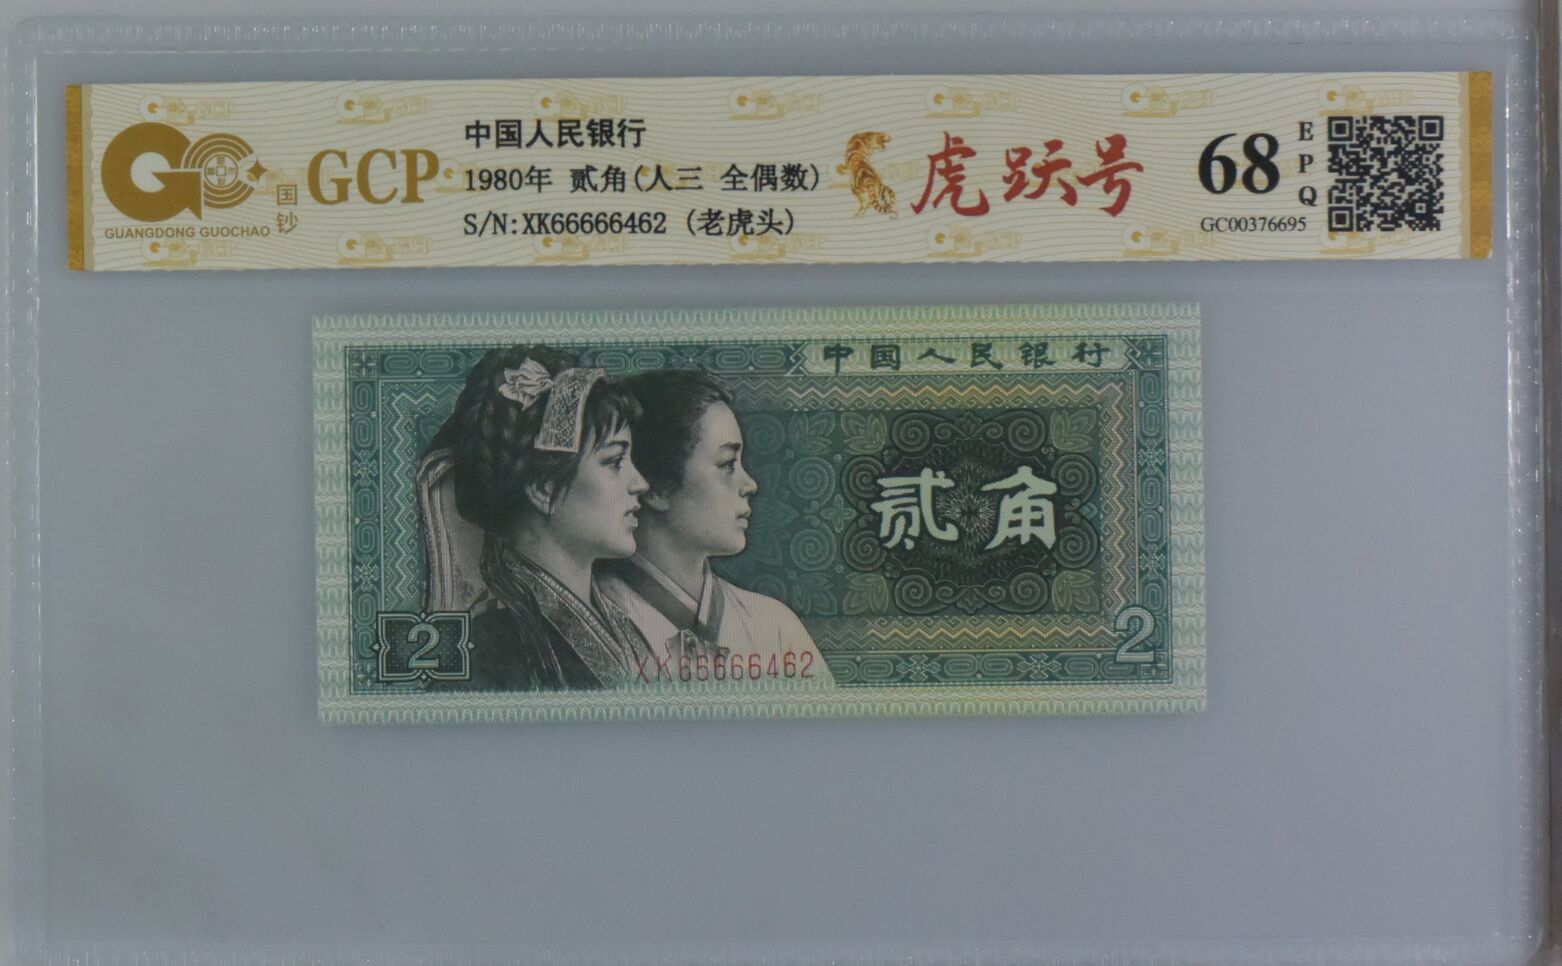 中国人民银行
1980年 贰角(人三 全偶数)
S/N:XK66666462 (老虎头)
GCP
国钞
GUANGDONG GUOCHAO
虎跃号
68
EPQ
GC00376695
中国人民银行
贰角
2
2
XK66666462